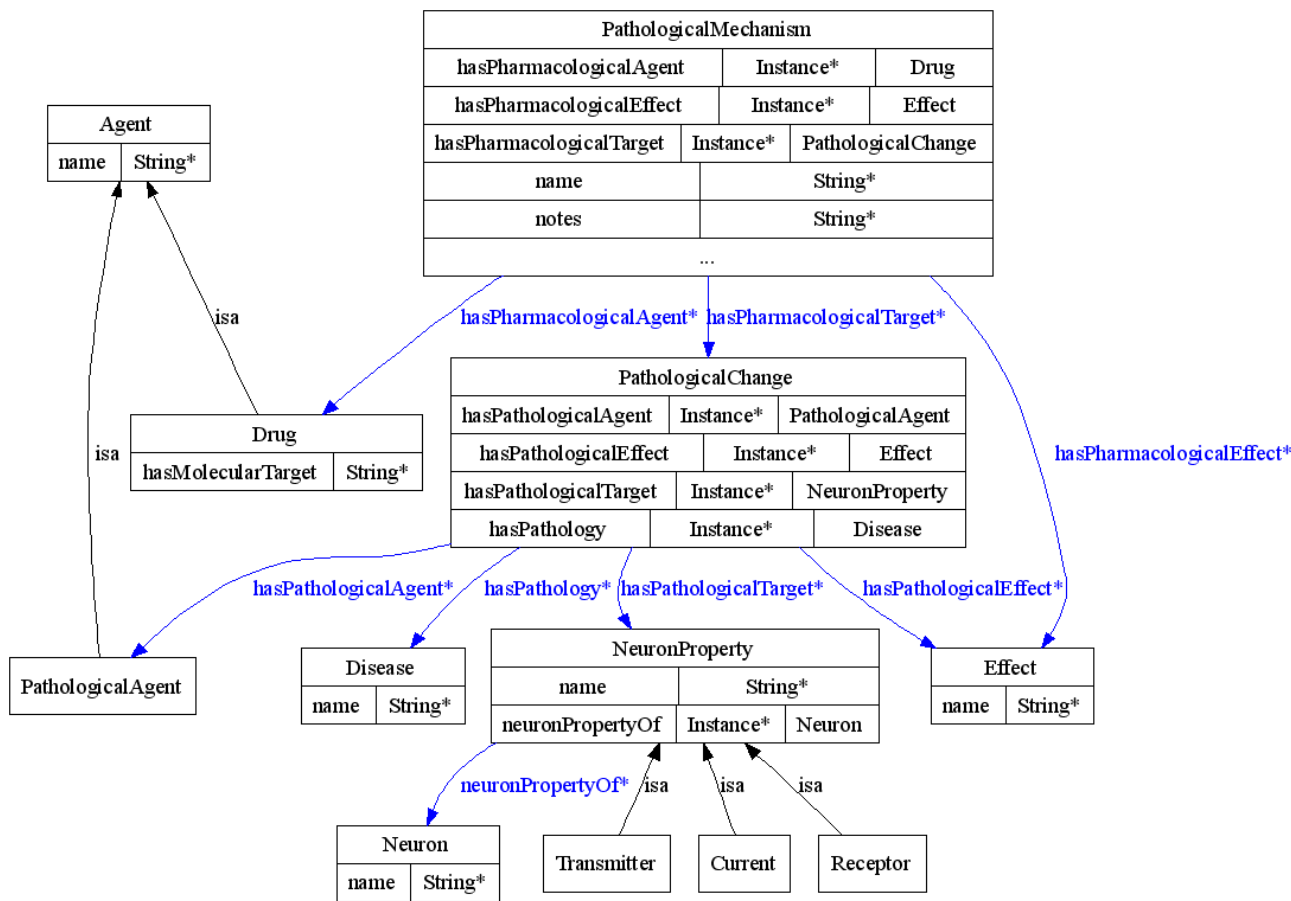 PathologicalMechanism
hasPharmacologicalAgent Instance* Drug
hasPharmacologicalEffect Instance* Effect
hasPharmacologicalTarget Instance* PathologicalChange
name String*
notes String*
...
Agent
name String*
isa
isa
hasPharmacologicalAgent* hasPharmacologicalTarget*
hasPharmacologicalEffect*
Drug
hasMolecularTarget String*
PathologicalChange
hasPathologicalAgent Instance* PathologicalAgent
hasPathologicalEffect Instance* Effect
hasPathologicalTarget Instance* NeuronProperty
hasPathology Instance* Disease
hasPathologicalAgent* hasPathology* hasPathologicalTarget* hasPathologicalEffect*
PathologicalAgent
Disease
name String*
NeuronProperty
name String*
neuronPropertyOf Instance* Neuron
Effect
name String*
neuronPropertyOf* isa isa isa
Neuron
name String*
Transmitter
Current
Receptor